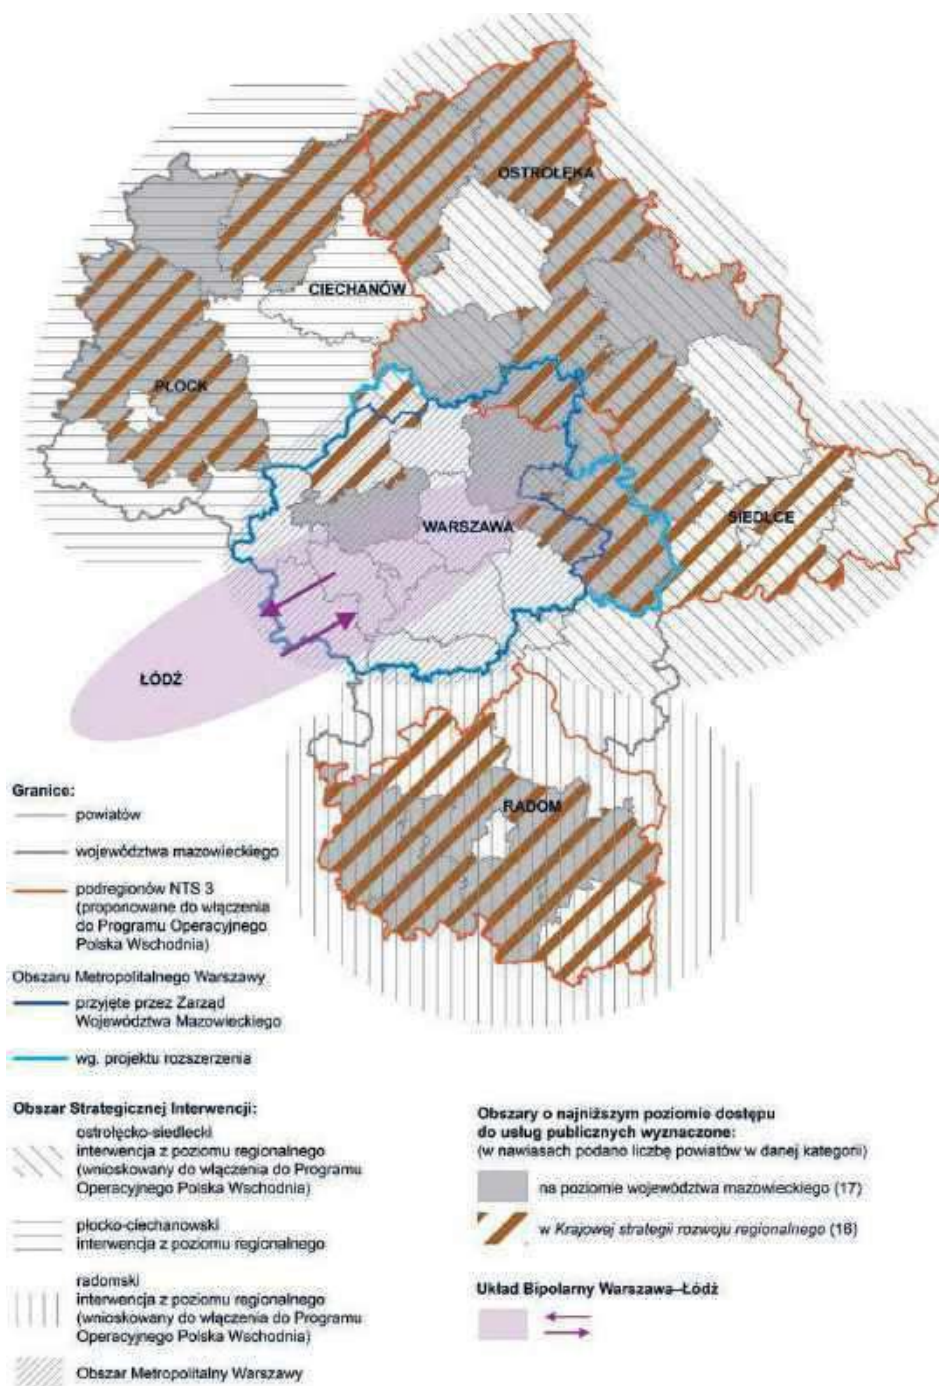 OSTROŁĘKA
CIECHANÓW
PŁOCK
WARSZAWA
SIEDLCE
ŁÓDŹ
RADOM
Granice:
powiatów
województwa mazowieckiego
podregionów NTS 3
(proponowane do włączenia
do Programu Operacyjnego
Polska Wschodnia)
Obszaru Metropolitalnego Warszawy
przyjęte przez Zarząd
Województwa Mazowieckiego
wg. projektu rozszerzenia
Obszar Strategicznej Interwencji:
ostrołęcko-siedlecki
interwencja z poziomu regionalnego
(wnioskowany do włączenia do Programu
Operacyjnego Polska Wschodnia)
płocko-ciechanowski
interwencja z poziomu regionalnego
radomski
interwencja z poziomu regionalnego
(wnioskowany do włączenia do Programu
Operacyjnego Polska Wschodnia)
Obszar Metropolitalny Warszawy
Obszary o najniższym poziomie dostępu
do usług publicznych wyznaczone:
(w nawiasach podano liczbę powiatów w danej kategorii)
na poziomie województwa mazowieckiego (17)
w Krajowej strategii rozwoju regionalnego (16)
Układ Bipolarny Warszawa–Łódź